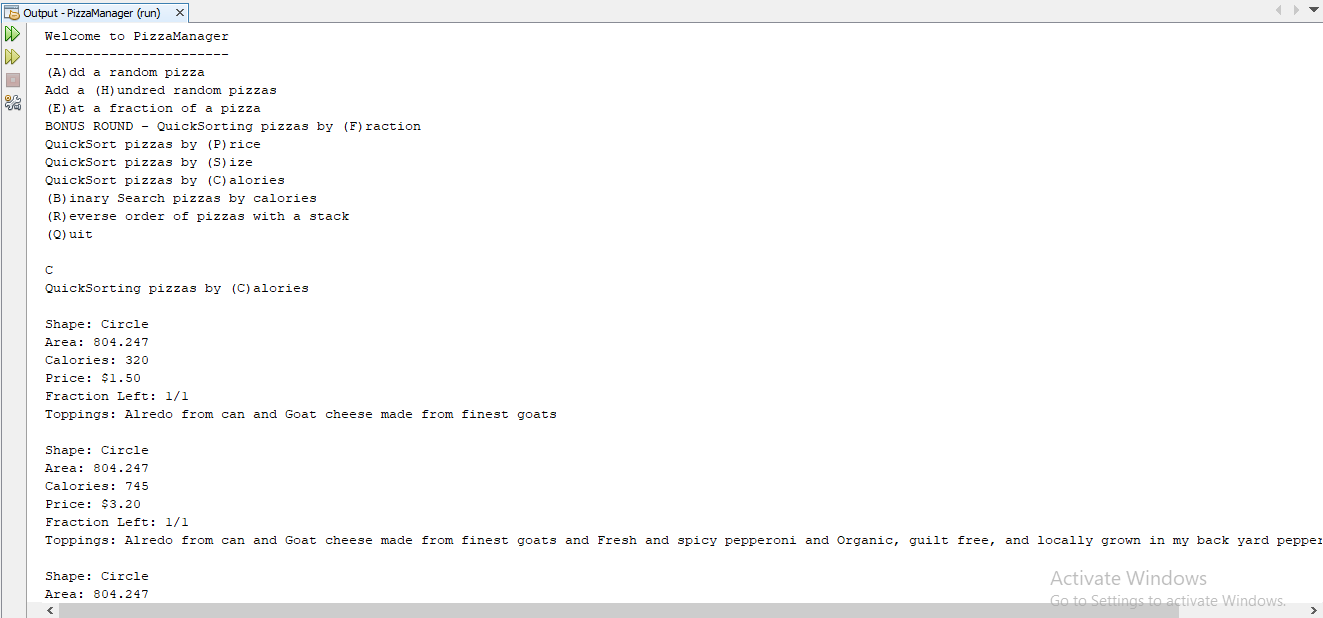 Output - PizzaManager (run)
Welcome to PizzaManager
-----------------------
(A)dd a random pizza
Add a (H)undred random pizzas
(E)at a fraction of a pizza
BONUS ROUND - QuickSorting pizzas by (F)raction
QuickSort pizzas by (P)rice
QuickSort pizzas by (S)ize
QuickSort pizzas by (C)alories
(B)inary Search pizzas by calories
(R)everse order of pizzas with a stack
(Q)uit
C
QuickSorting pizzas by (C)alories
Shape: Circle
Area: 804.247
Calories: 320
Price: $1.50
Fraction Left: 1/1
Toppings: Alredo from can and Goat cheese made from finest goats
Shape: Circle
Area: 804.247
Calories: 745
Price: $3.20
Fraction Left: 1/1
Toppings: Alredo from can and Goat cheese made from finest goats and Fresh and spicy pepperoni and Organic, guilt free, and locally grown in my back yard pepper
Shape: Circle
Area: 804.247
Activate Windows
Go to Settings to activate Windows.